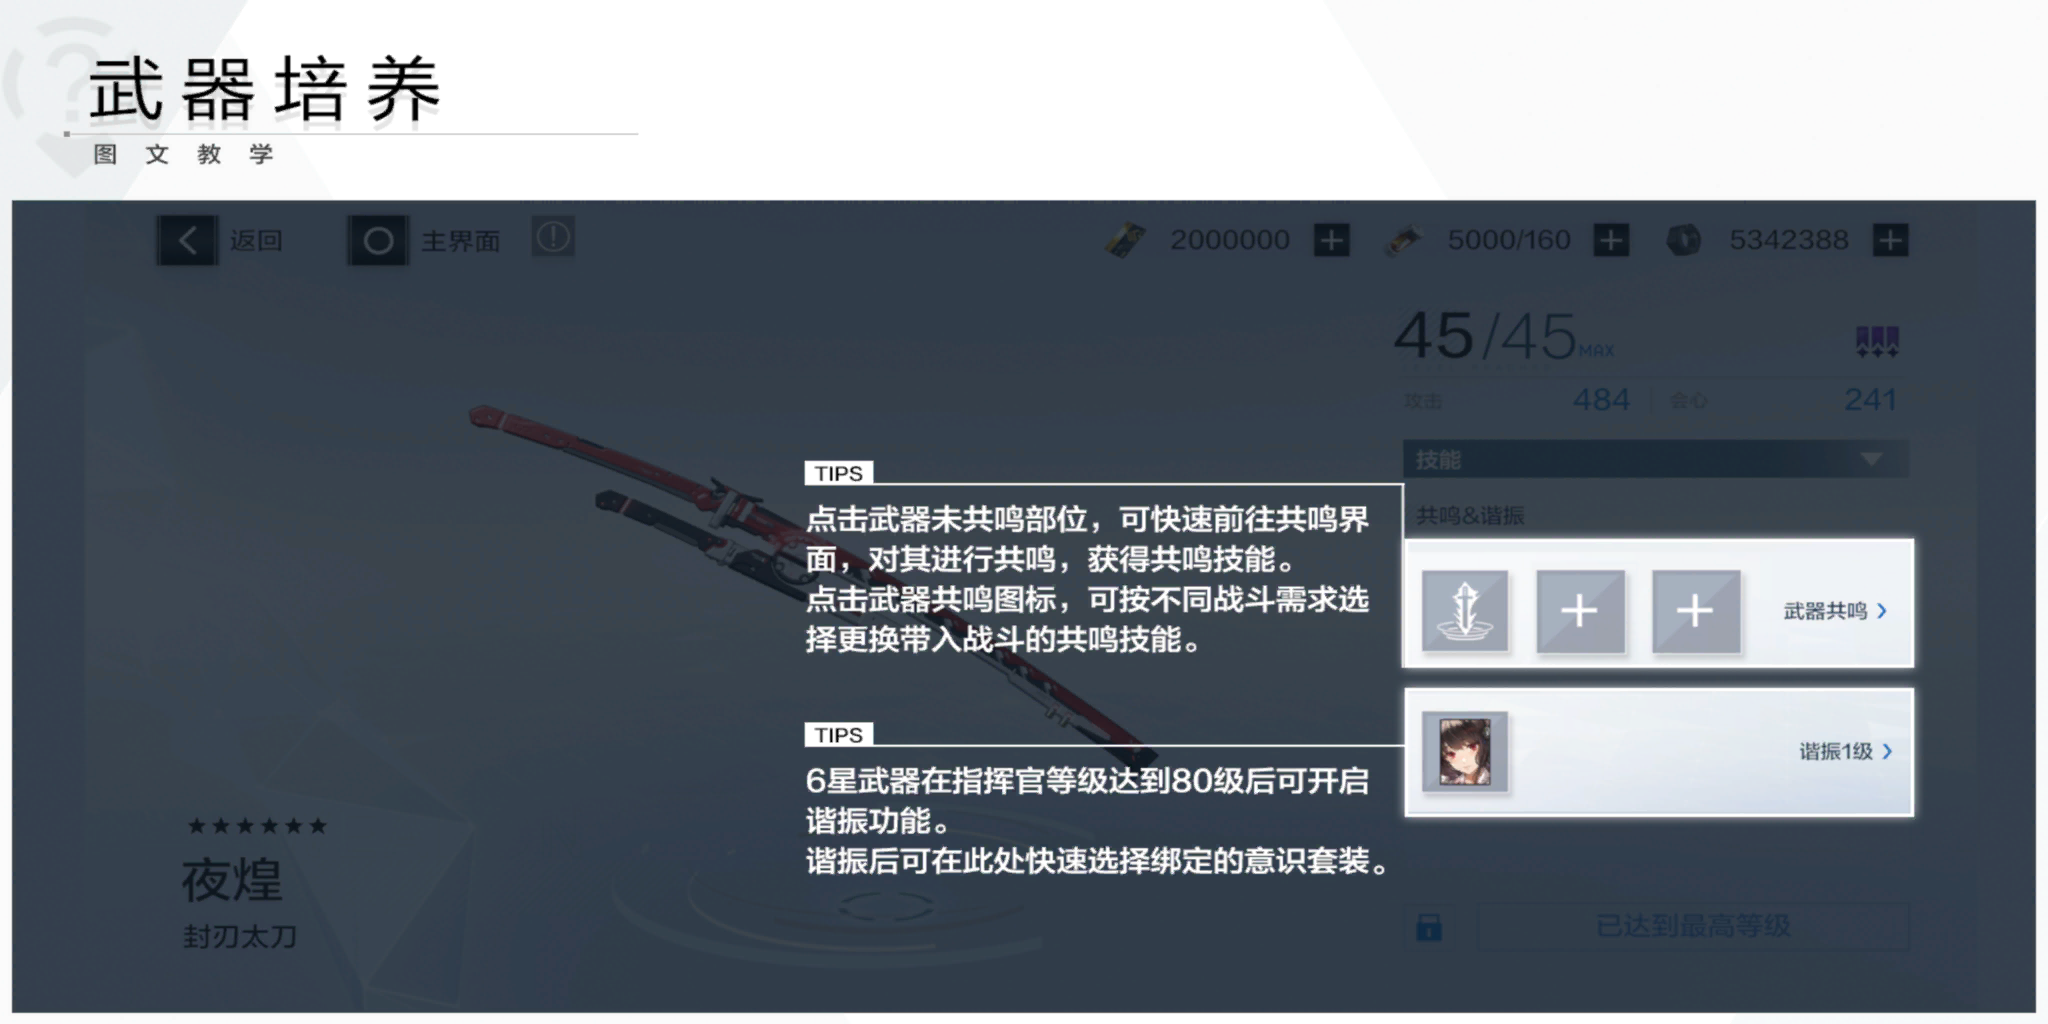 武器培养
图文教学
返回
主界面
2000000
5000/160
5342388
45/45MAX
攻击 484 会心 241
技能
共鸣&谐振
TIPS
点击武器未共鸣部位，可快速前往共鸣界
面，对其进行共鸣，获得共鸣技能。
点击武器共鸣图标，可按不同战斗需求选
择更换带入战斗的共鸣技能。
武器共鸣
TIPS
6星武器在指挥官等级达到80级后可开启
谐振功能。
谐振后可在此处快速选择绑定的意识套装。
谐振1级
★★★★★★
夜煌
封刃太刀
已达到最高等级